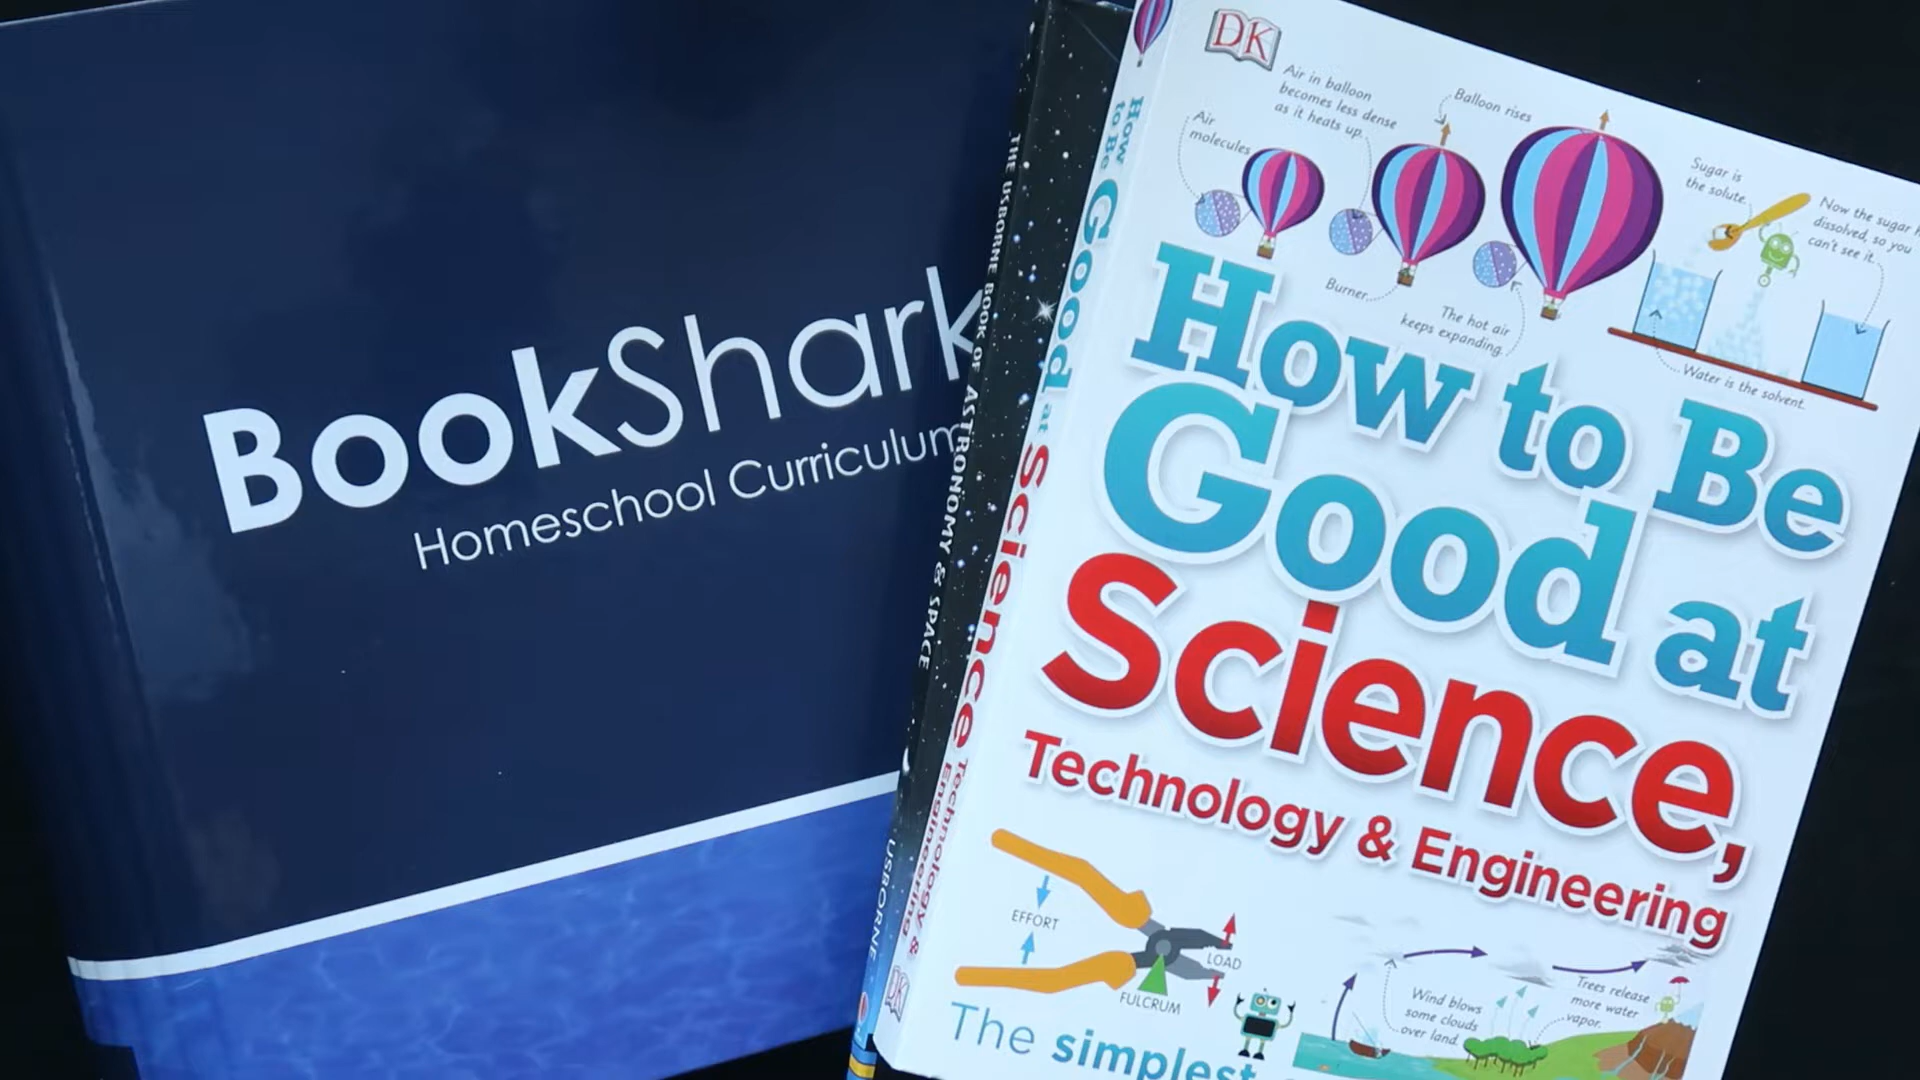 BookShark
Homeschool Curriculum
THE USBORNE BOOK OF ASTRONOMY & SPACE
USBORNE
How to Be Good at Science Technology & Engineering
DK
DK
Air molecules
Air in balloon
becomes less dense
as it heats up.
Balloon rises
Burner
The hot air
keeps expanding.
Sugar is
the solute.
Now the sugar
dissolved, so you
can't see it.
Water is the solvent.
How to Be
Good at
Science,
Technology & Engineering
EFFORT
LOAD
FULCRUM
Wind blows
some clouds
over land.
Trees release
more water
vapor.
The simplest